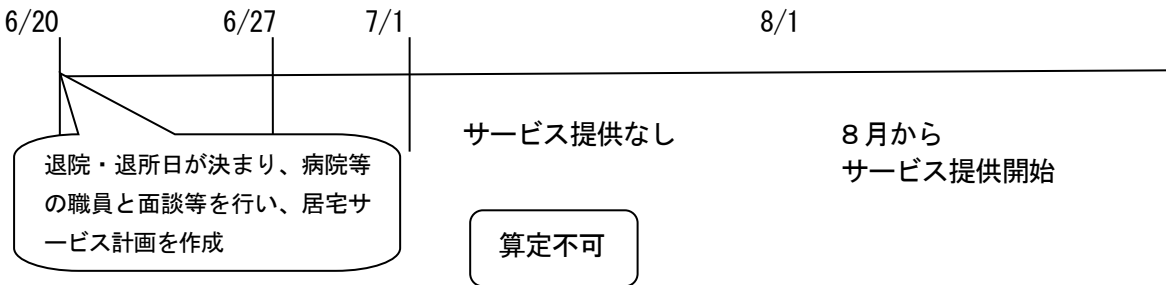 6/20 6/27 7/1 8/1
サービス提供なし
8月から
サービス提供開始
退院・退所日が決まり、病院等
の職員と面談等を行い、居宅サ
ービス計画を作成
算定不可